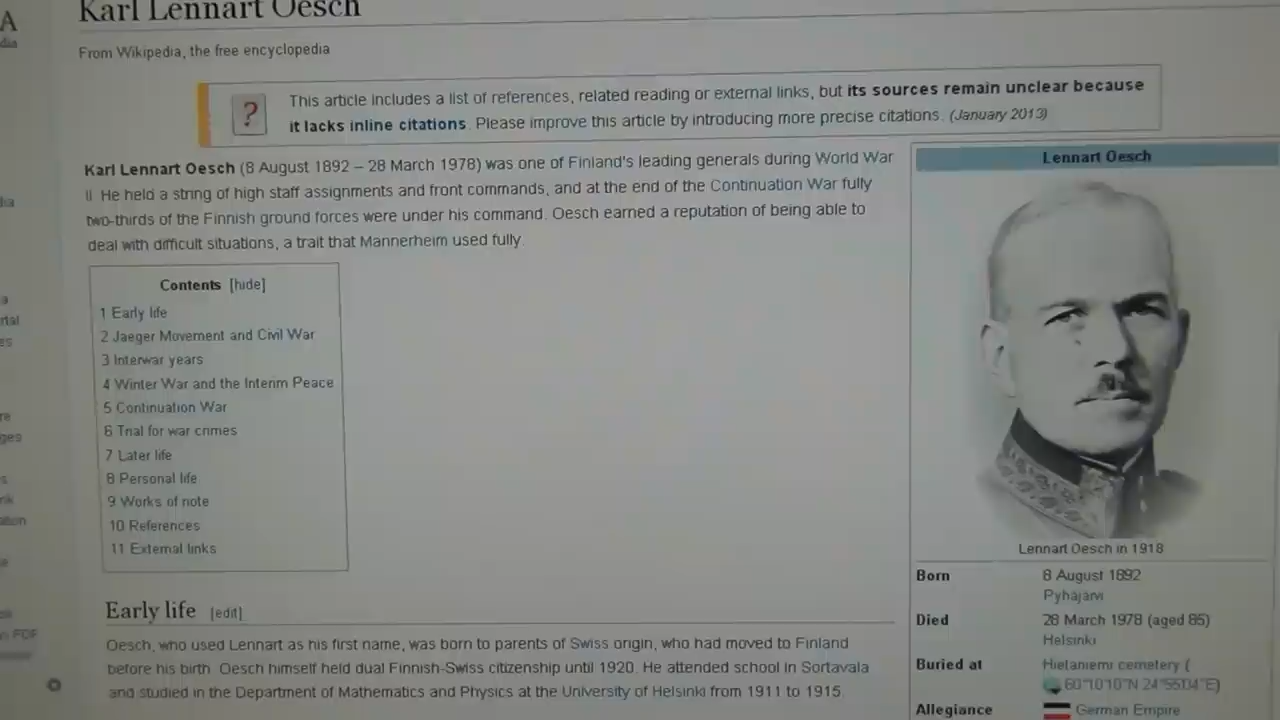 Karl Lennart Oesch
From Wikipedia, the free encyclopedia
This article includes a list of references, related reading or external links, but its sources remain unclear because
it lacks inline citations. Please improve this article by introducing more precise citations. (January 2013)
Karl Lennart Oesch (8 August 1892 – 28 March 1978) was one of Finland's leading generals during World War
II. He held a string of high staff assignments and front commands, and at the end of the Continuation War fully
two-thirds of the Finnish ground forces were under his command. Oesch earned a reputation of being able to
deal with difficult situations, a trait that Mannerheim used fully.
Contents [hide]
1 Early life
2 Jaeger Movement and Civil War
3 Interwar years
4 Winter War and the Interim Peace
5 Continuation War
6 Trial for war crimes
7 Later life
8 Personal life
9 Works of note
10 References
11 External links
Early life [edit]
Oesch, who used Lennart as his first name, was born to parents of Swiss origin, who had moved to Finland
before his birth. Oesch himself held dual Finnish-Swiss citizenship until 1920. He attended school in Sortavala
and studied in the Department of Mathematics and Physics at the University of Helsinki from 1911 to 1915.
Lennart Oesch
Lennart Oesch in 1918
Born 8 August 1892
Pyhäjärvi
Died 28 March 1978 (aged 85)
Helsinki
Buried at Hietaniemi cemetery (
60°10′10″N 24°55′04″E)
Allegiance German Empire